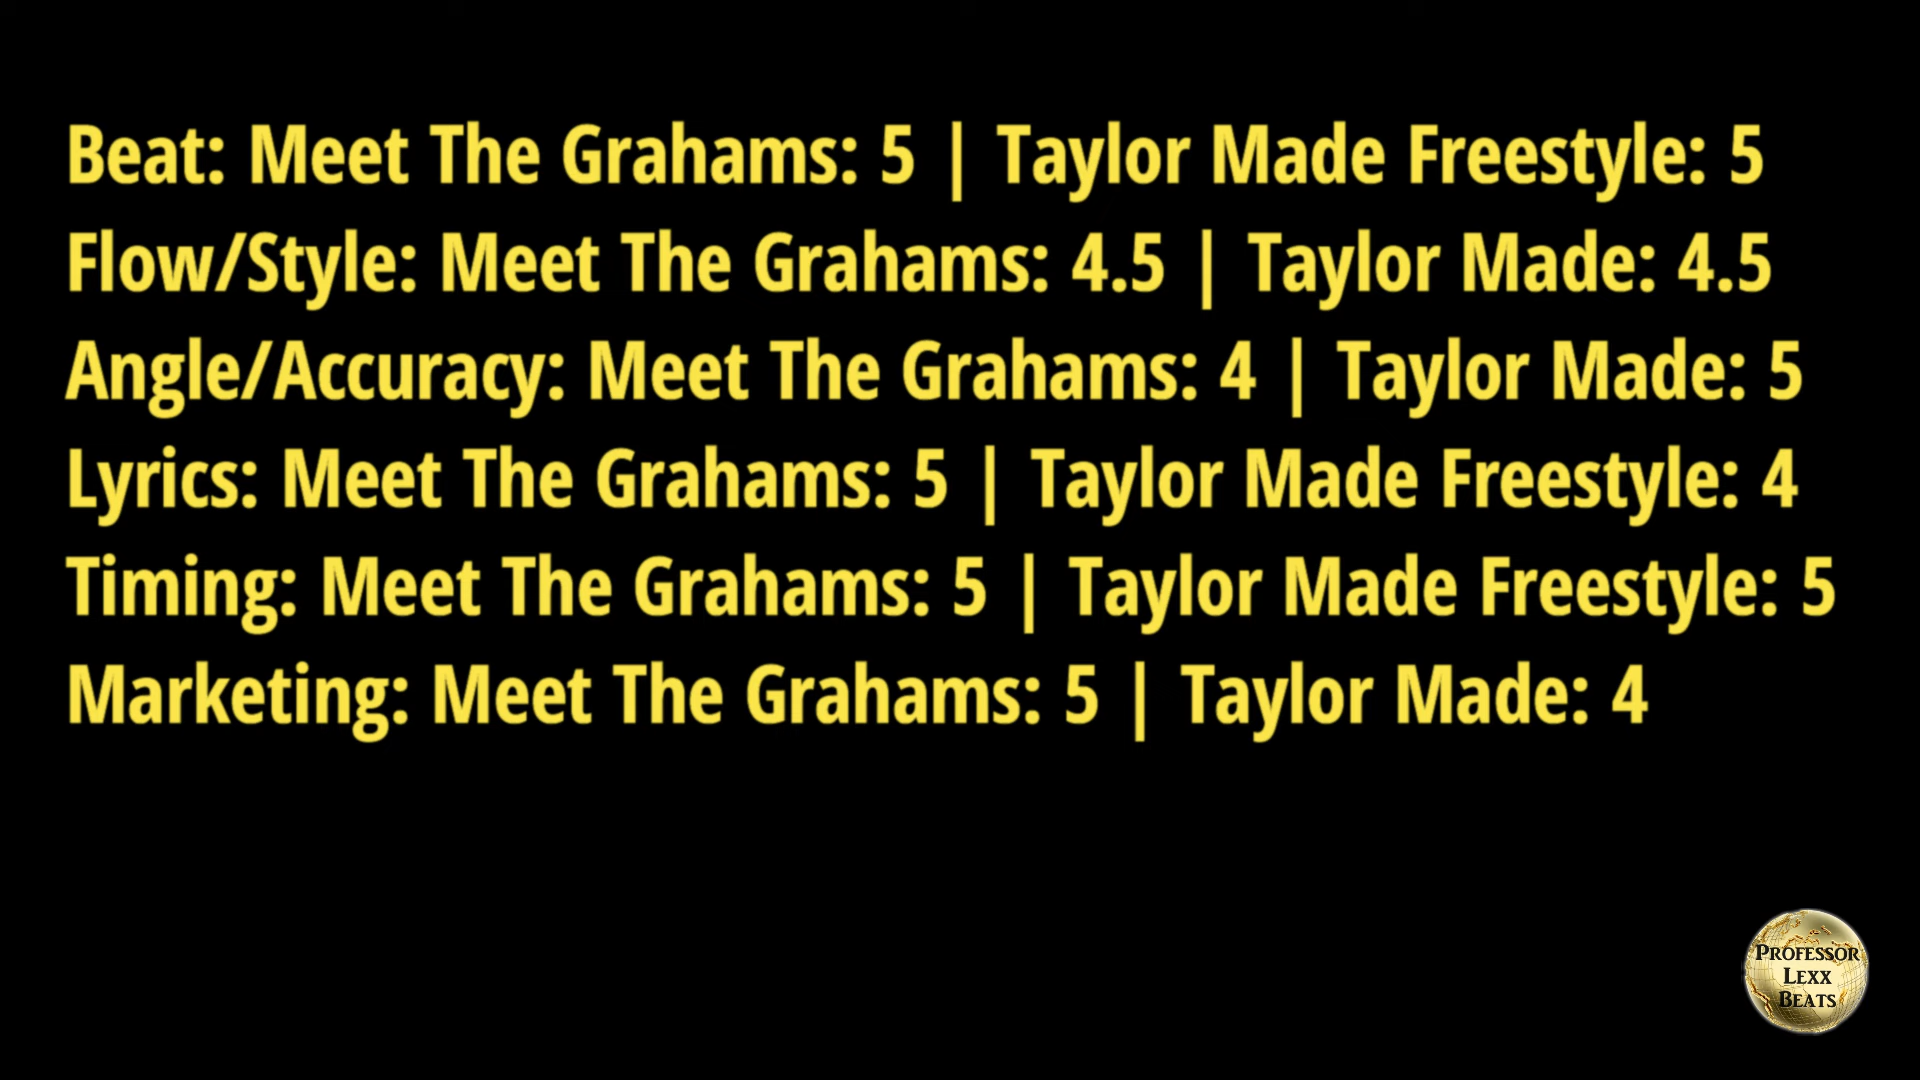 Beat: Meet The Grahams: 5 | Taylor Made Freestyle: 5
Flow/Style: Meet The Grahams: 4.5 | Taylor Made: 4.5
Angle/Accuracy: Meet The Grahams: 4 | Taylor Made: 5
Lyrics: Meet The Grahams: 5 | Taylor Made Freestyle: 4
Timing: Meet The Grahams: 5 | Taylor Made Freestyle: 5
Marketing: Meet The Grahams: 5 | Taylor Made: 4
Professor
Lexx
Beats